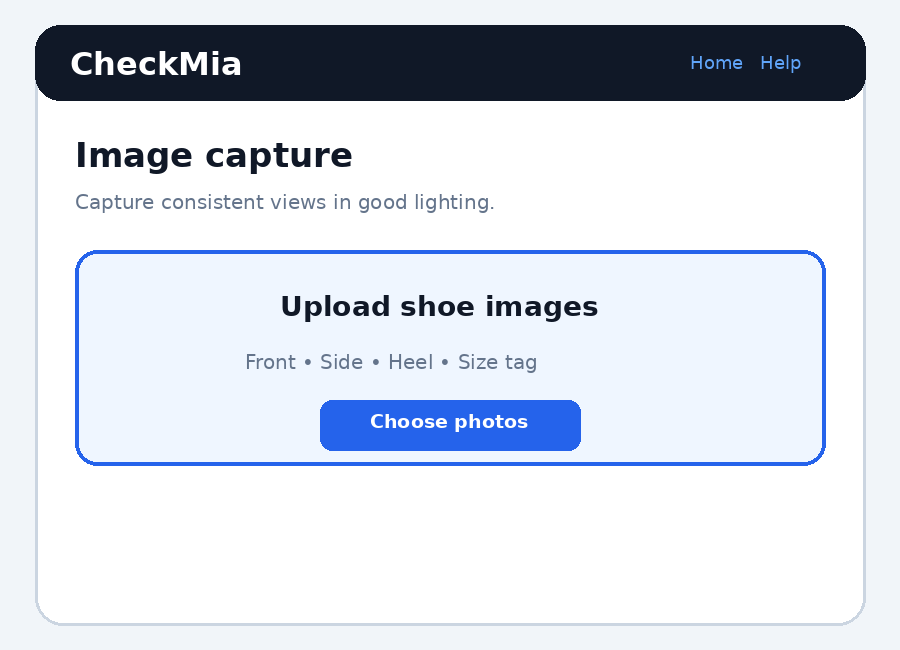 CheckMia
Home Help
Image capture
Capture consistent views in good lighting.
Upload shoe images
Front • Side • Heel • Size tag
Choose photos